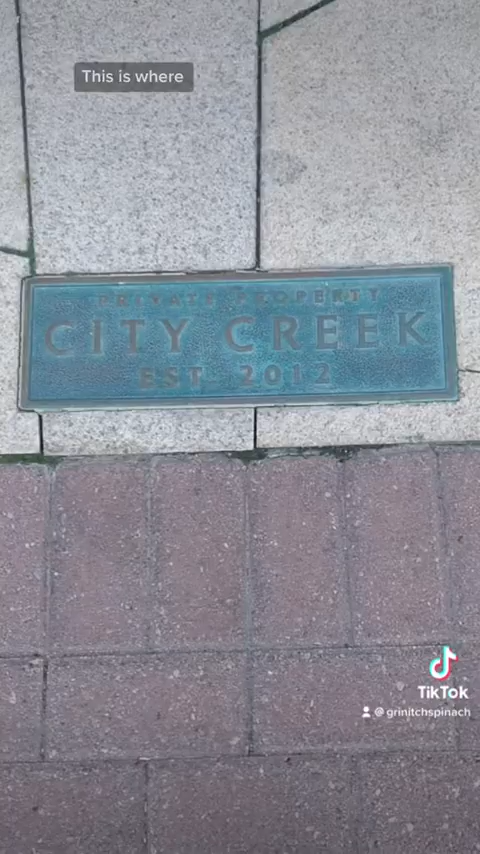 This is where
PRIVATE PROPERTY
CITY CREEK
EST. 2012
TikTok
@ grinitchspinach